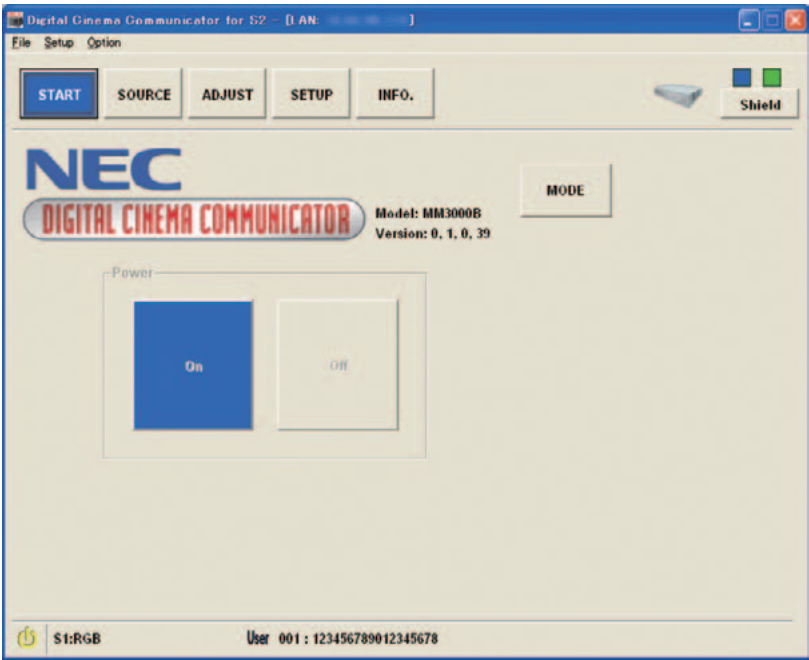 Digital Cinema Communicator for S2 - [LAN: ]
File Setup Option
START SOURCE ADJUST SETUP INFO. Shield
NEC
DIGITAL CINEMA COMMUNICATOR
MODE
Model: MM3000B
Version: 0, 1, 0, 39
Power
On Off
S1:RGB User 001 : 123456789012345678